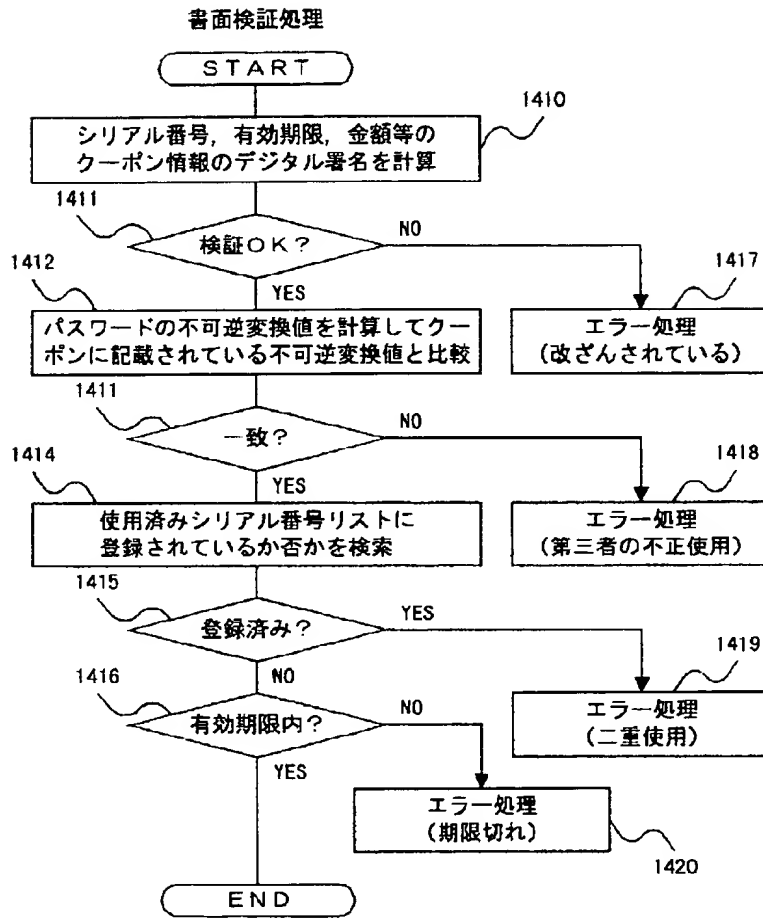 書面検証処理
START
1410
シリアル番号，有効期限，金額等の
クーポン情報のデジタル署名を計算
1411
検証OK？
NO
YES
1412
1417
パスワードの不可逆変換値を計算してクー
ポンに記載されている不可逆変換値と比較
エラー処理
(改ざんされている)
1411
一致？
NO
YES
1414
1418
使用済みシリアル番号リストに
登録されているか否かを検索
エラー処理
(第三者の不正使用)
1415
登録済み？
YES
NO
1416
1419
有効期限内？
NO
YES
エラー処理
(二重使用)
エラー処理
(期限切れ)
1420
END